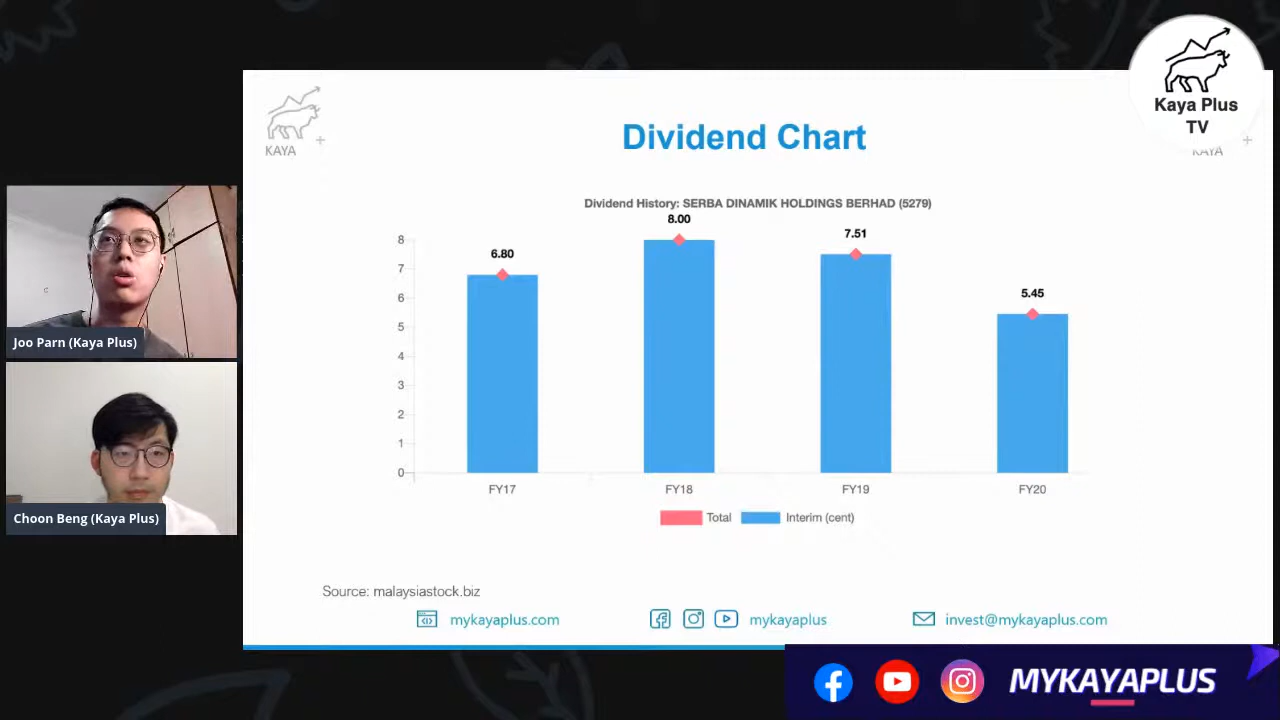 Kaya Plus
TV
KAYA
KAYA
Dividend Chart
Dividend History: SERBA DINAMIK HOLDINGS BERHAD (5279)
8.00
7.51
6.80
5.45
8
7
6
5
4
3
2
1
0
FY17
FY18
FY19
FY20
Total
Interim (cent)
Joo Parn (Kaya Plus)
Choon Beng (Kaya Plus)
Source: malaysiastock.biz
mykayaplus.com
mykayaplus
invest@mykayaplus.com
MYKAYAPLUS